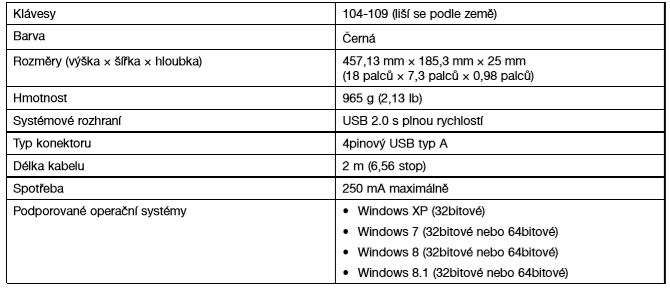 Klávesy 104-109 (liší se podle země)
Barva Černá
Rozměry (výška × šířka × hloubka) 457,13 mm × 185,3 mm × 25 mm
(18 palců × 7,3 palců × 0,98 palců)
Hmotnost 965 g (2,13 lb)
Systémové rozhraní USB 2.0 s plnou rychlostí
Typ konektoru 4pinový USB typ A
Délka kabelu 2 m (6,56 stop)
Spotřeba 250 mA maximálně
Podporované operační systémy • Windows XP (32bitové)
• Windows 7 (32bitové nebo 64bitové)
• Windows 8 (32bitové nebo 64bitové)
• Windows 8.1 (32bitové nebo 64bitové)